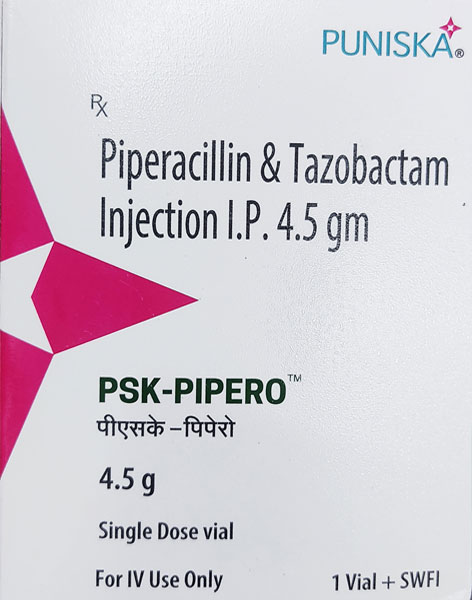 PUNISKA®
Rx
Piperacillin & Tazobactam
Injection I.P. 4.5 gm
PSK-PIPERO™
पीएसके –पिपेरो
4.5 g
Single Dose vial
For IV Use Only
1 Vial + SWFI